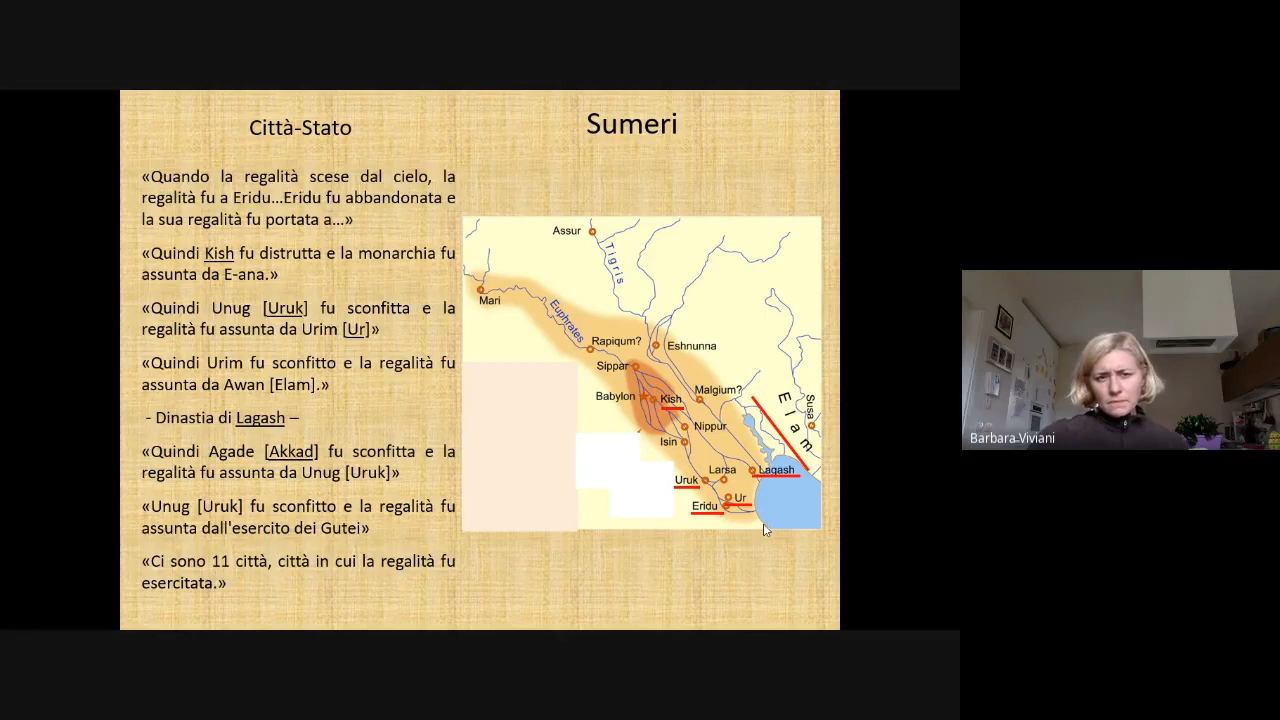 Città-Stato
Sumeri
«Quando la regalità scese dal cielo, la
regalità fu a Eridu...Eridu fu abbandonata e
la sua regalità fu portata a...»
«Quindi Kish fu distrutta e la monarchia fu
assunta da E-ana.»
«Quindi Unug [Uruk] fu sconfitta e la
regalità fu assunta da Urim [Ur]»
«Quindi Urim fu sconfitto e la regalità fu
assunta da Awan [Elam].»
- Dinastia di Lagash –
«Quindi Agade [Akkad] fu sconfitta e la
regalità fu assunta da Unug [Uruk]»
«Unug [Uruk] fu sconfitto e la regalità fu
assunta dall'esercito dei Gutei»
«Ci sono 11 città, città in cui la regalità fu
esercitata.»
Assur
Tigris
Mari
Euphrates
Rapiqum?
Eshnunna
Sippar
Malgium?
Babylon
Kish
Elam
Susa
Nippur
Isin
Larsa
Lagash
Uruk
Ur
Eridu
Barbara Viviani